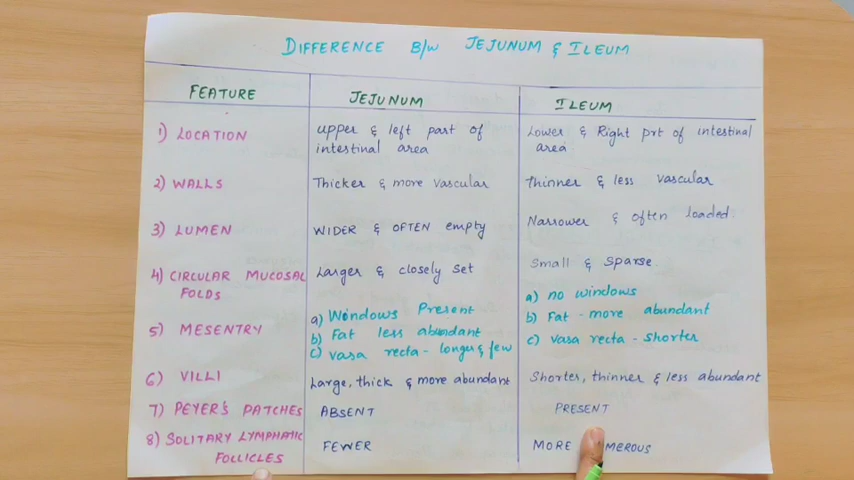 DIFFERENCE B/W JEJUNUM & ILEUM
FEATURE JEJUNUM ILEUM
1) LOCATION upper & left part of intestinal area Lower & Right prt of intestinal area
2) WALLS Thicker & more vascular Thinner & less vascular
3) LUMEN WIDER & OFTEN empty Narrower & often loaded
4) CIRCULAR MUCOSAL FOLDS Larger & closely set Small & sparse.
5) MESENTRY
a) Windows Present
b) Fat less abundant
c) Vasa recta - longer & few
a) no windows
b) Fat - more abundant
c) Vasa recta - shorter
6) VILLI Large, thick & more abundant Shorter, thinner & less abundant
7) PEYER'S PATCHES ABSENT PRESENT
8) SOLITARY LYMPHATIC FOLLICLES FEWER MORE MEROUS